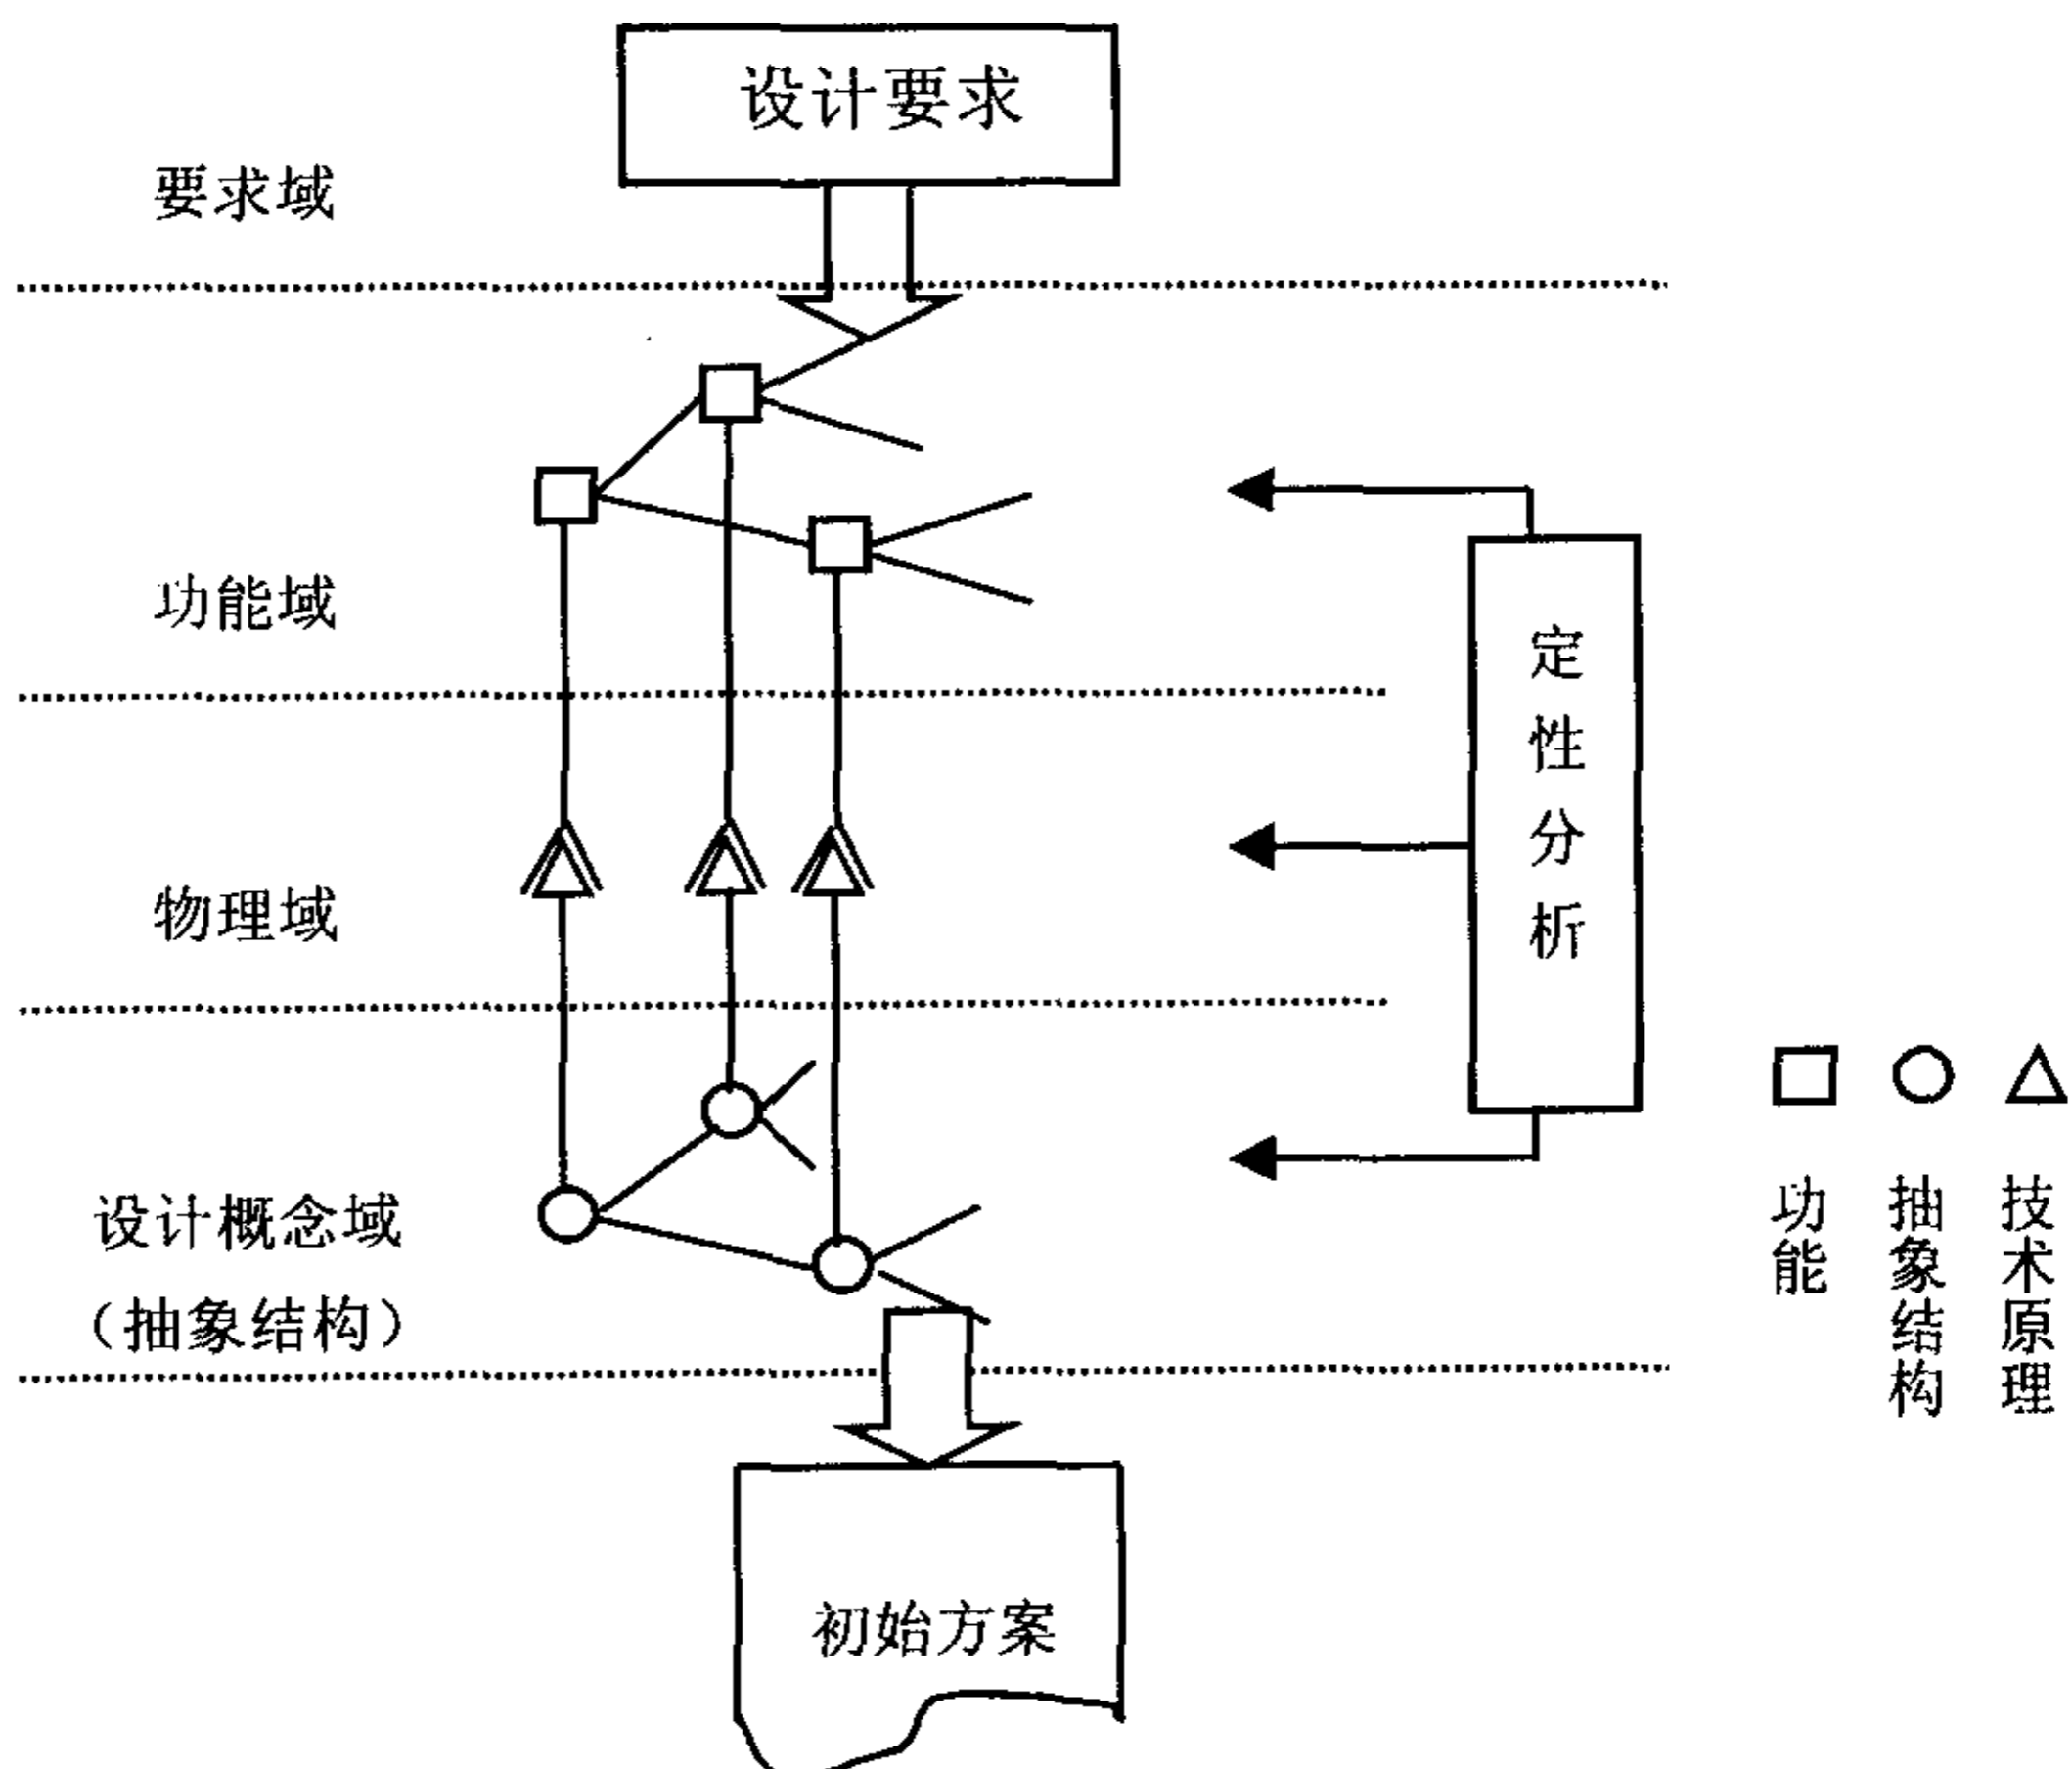 设计要求
要求域
功能域
定性分析
物理域
设计概念域
（抽象结构）
功能
抽象结构
技术原理
初始方案